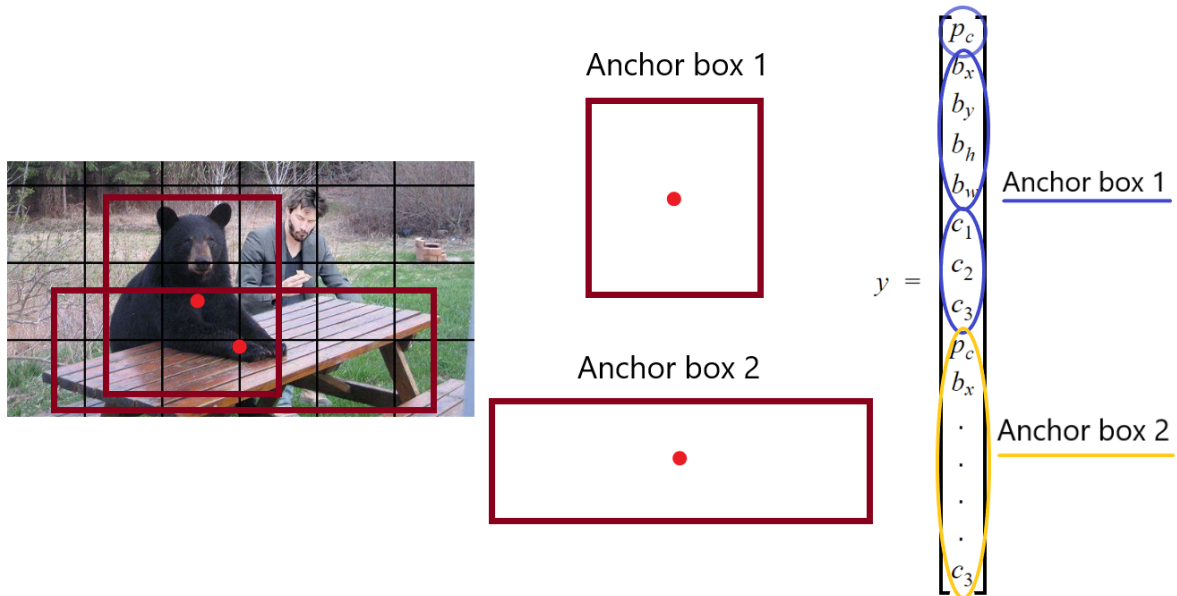 Anchor box 1
Anchor box 2
y =
p_c
b_x
b_y
b_h
b_w
c_1
c_2
c_3
p_c
b_x
.
.
.
.
c_3
Anchor box 1
Anchor box 2